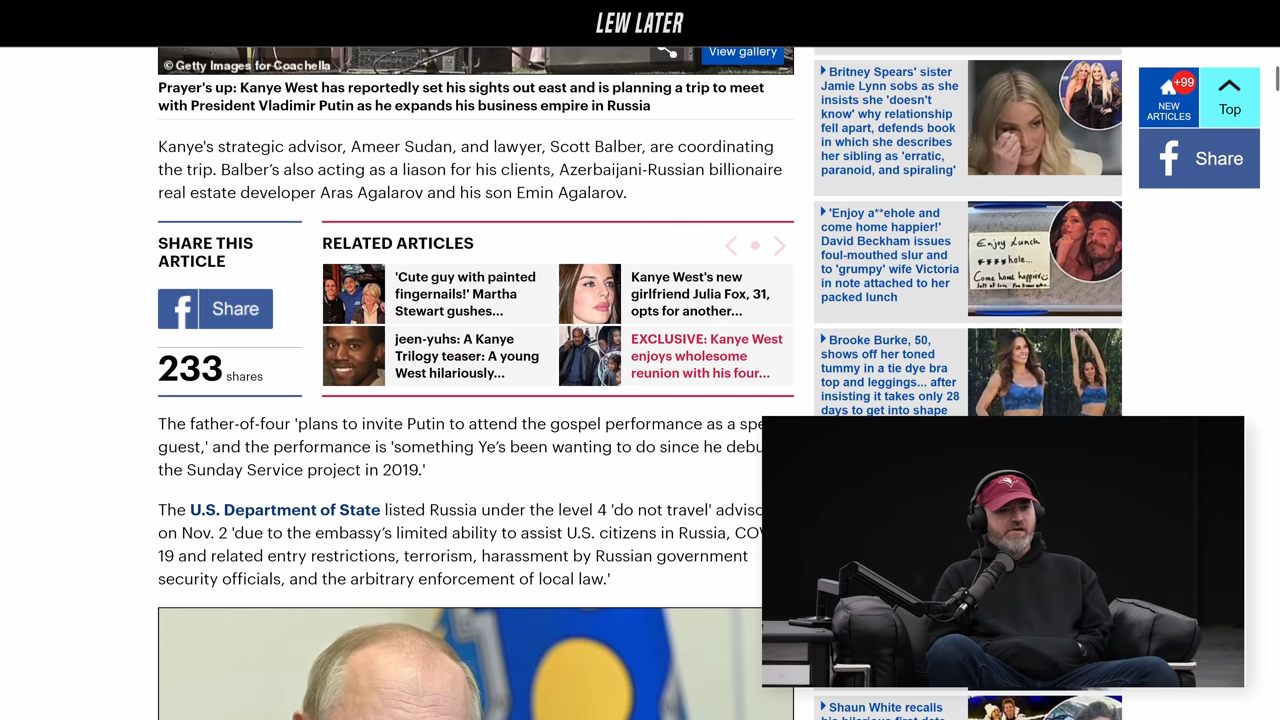 LEW LATER
© Getty Images for Coachella
View gallery
Prayer's up: Kanye West has reportedly set his sights out east and is planning a trip to meet
with President Vladimir Putin as he expands his business empire in Russia
Kanye's strategic advisor, Ameer Sudan, and lawyer, Scott Balber, are coordinating
the trip. Balber’s also acting as a liason for his clients, Azerbaijani-Russian billionaire
real estate developer Aras Agalarov and his son Emin Agalarov.
SHARE THIS
ARTICLE
Share
233 shares
RELATED ARTICLES
'Cute guy with painted
fingernails!' Martha
Stewart gushes...
Kanye West's new
girlfriend Julia Fox, 31,
opts for another...
jeen-yuhs: A Kanye
Trilogy teaser: A young
West hilariously...
EXCLUSIVE: Kanye West
enjoys wholesome
reunion with his four...
The father-of-four 'plans to invite Putin to attend the gospel performance as a spe
guest,' and the performance is 'something Ye’s been wanting to do since he debu
the Sunday Service project in 2019.'
The U.S. Department of State listed Russia under the level 4 'do not travel' adviso
on Nov. 2 'due to the embassy’s limited ability to assist U.S. citizens in Russia, COV
19 and related entry restrictions, terrorism, harassment by Russian government
security officials, and the arbitrary enforcement of local law.'
Britney Spears' sister
Jamie Lynn sobs as she
insists she 'doesn't
know' why relationship
fell apart, defends book
in which she describes
her sibling as 'erratic,
paranoid, and spiraling'
'Enjoy a**ehole and
come home happier!'
David Beckham issues
foul-mouthed slur and
to 'grumpy' wife Victoria
in note attached to her
packed lunch
Enjoy Lunch
****hole...
Come home happier
Brooke Burke, 50,
shows off her toned
tummy in a tie dye bra
top and leggings... after
insisting it takes only 28
days to get into shape
Shaun White recalls
+99
NEW
ARTICLES
Top
Share